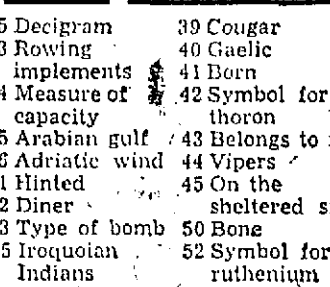 5 Decigram
3 Rowing
implements
4 Measure of
capacity
5 Arabian gulf
6 Adriatic wind
1 Hinted
2 Diner
3 Type of bomb
5 Iroquoian
Indians
39 Cougar
40 Gaelic
41 Born
42 Symbol for
thoron
43 Belongs to
44 Vipers
45 On the
sheltered s
50 Bone
52 Symbol for
ruthenium